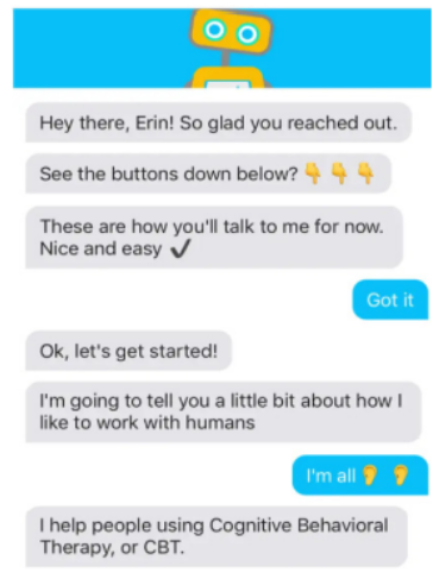 Hey there, Erin! So glad you reached out.
See the buttons down below? 👇 👇 👇
These are how you'll talk to me for now.
Nice and easy ✔
Got it
Ok, let's get started!
I'm going to tell you a little bit about how I
like to work with humans
I'm all 👂 👂
I help people using Cognitive Behavioral
Therapy, or CBT.